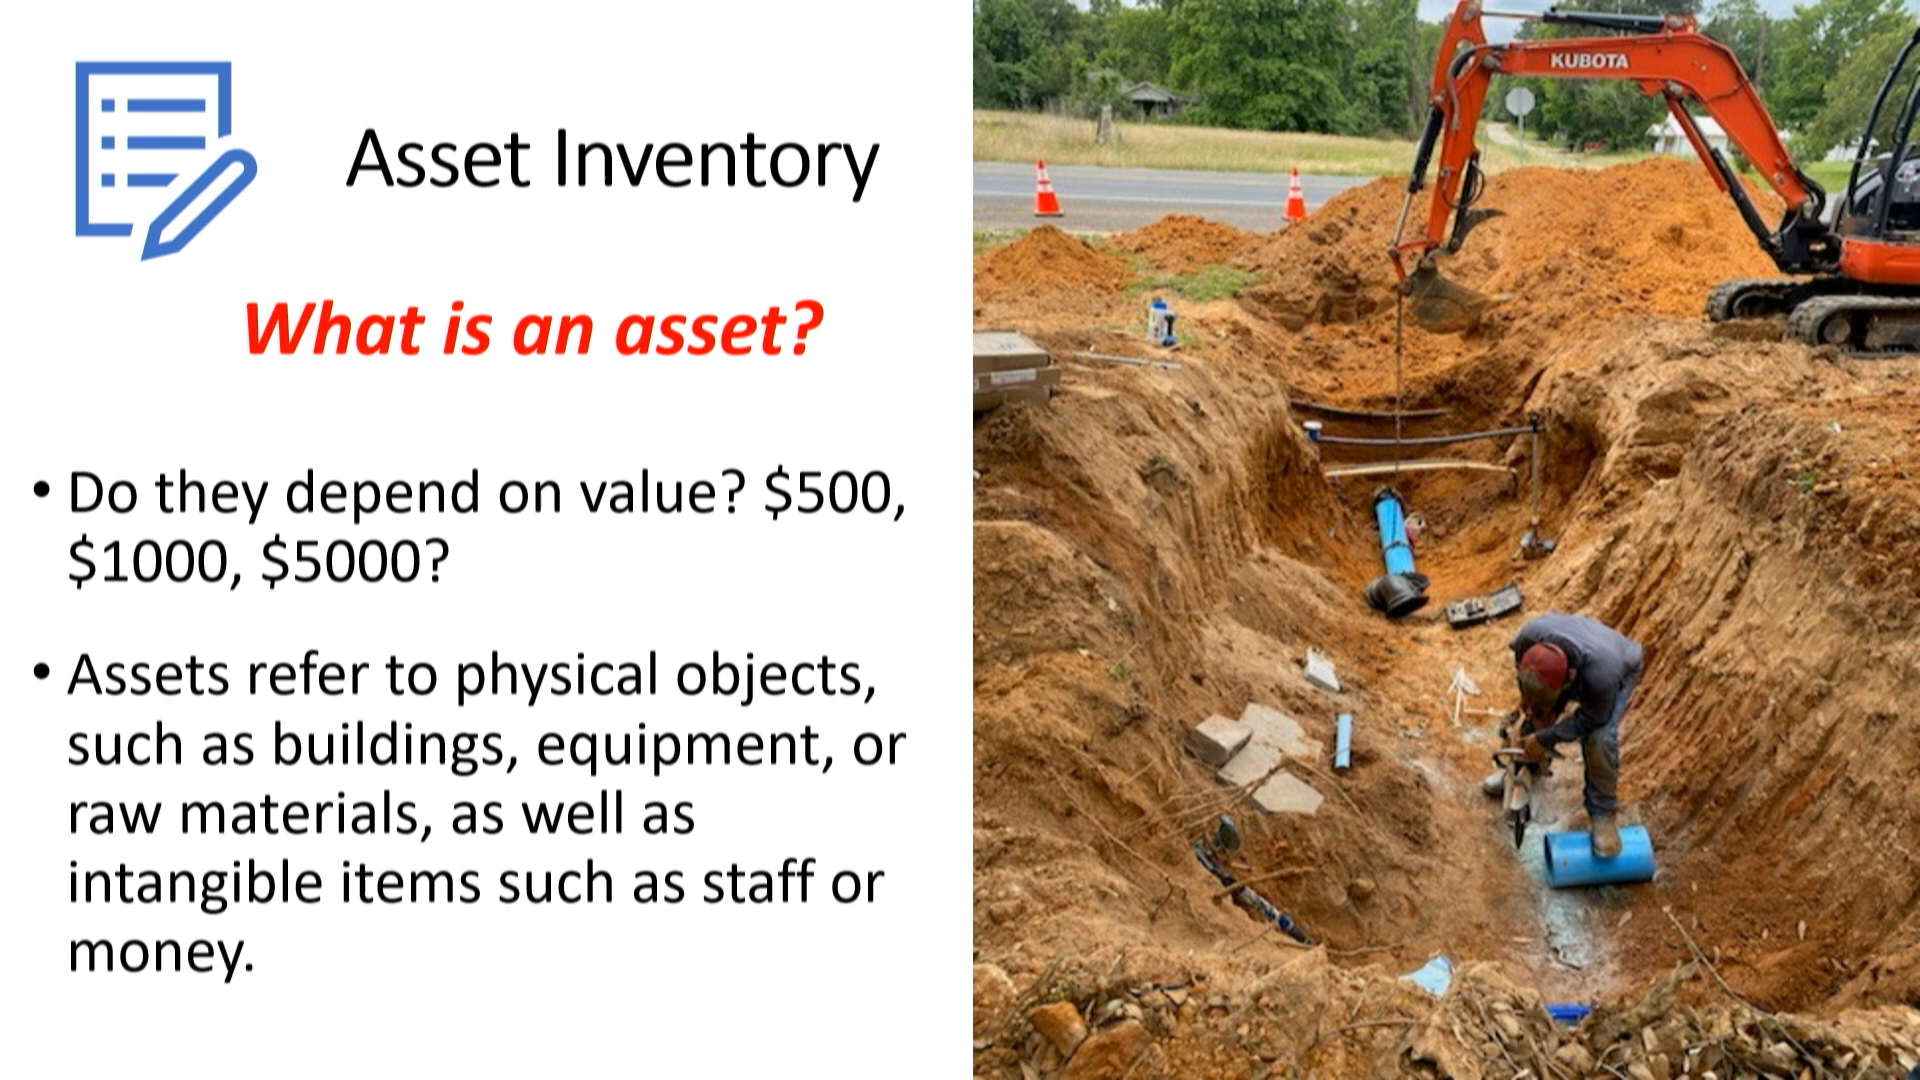 Asset Inventory
What is an asset?
• Do they depend on value? $500,
$1000, $5000?
• Assets refer to physical objects,
such as buildings, equipment, or
raw materials, as well as
intangible items such as staff or
money.
KUBOTA